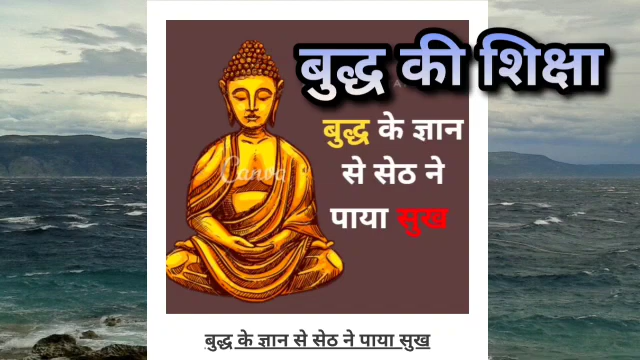 बुद्ध की शिक्षा
बुद्ध के ज्ञान
से सेठ ने
पाया सुख
Canva
बुद्ध के ज्ञान से सेठ ने पाया सुख